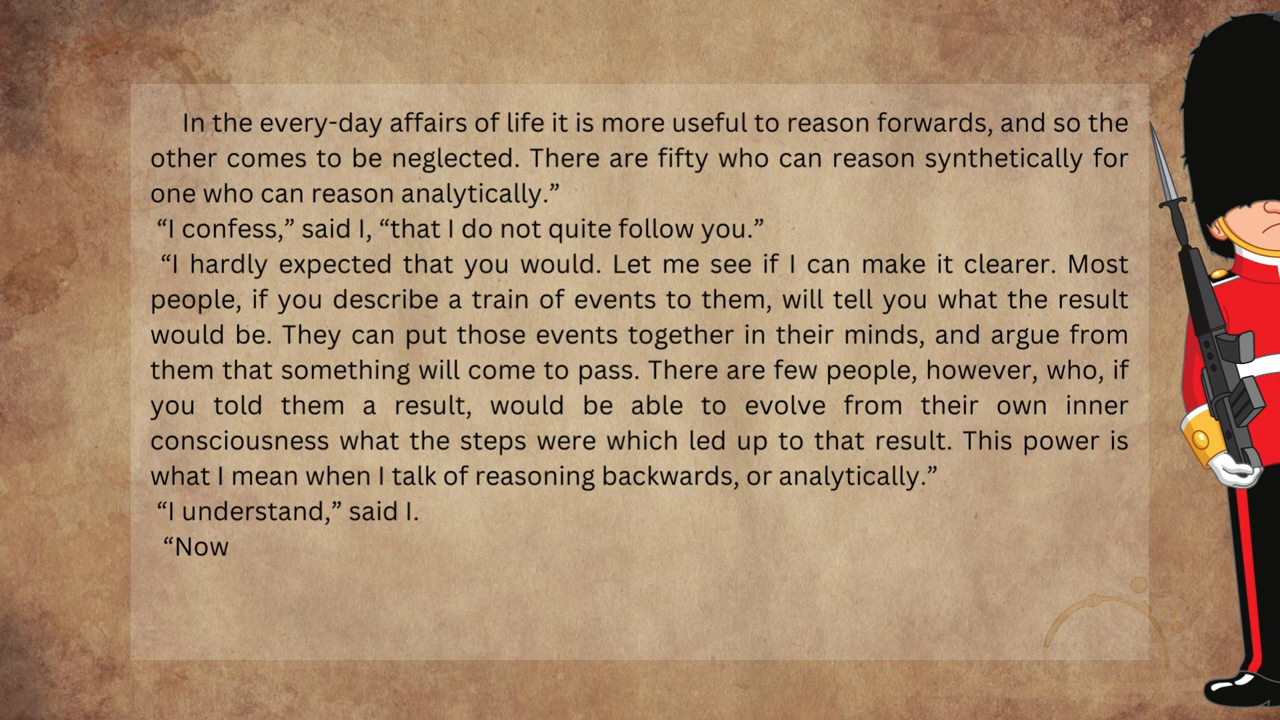 In the every-day affairs of life it is more useful to reason forwards, and so the
other comes to be neglected. There are fifty who can reason synthetically for
one who can reason analytically.”
“I confess,” said I, “that I do not quite follow you.”
“I hardly expected that you would. Let me see if I can make it clearer. Most
people, if you describe a train of events to them, will tell you what the result
would be. They can put those events together in their minds, and argue from
them that something will come to pass. There are few people, however, who, if
you told them a result, would be able to evolve from their own inner
consciousness what the steps were which led up to that result. This power is
what I mean when I talk of reasoning backwards, or analytically.”
“I understand,” said I.
“Now